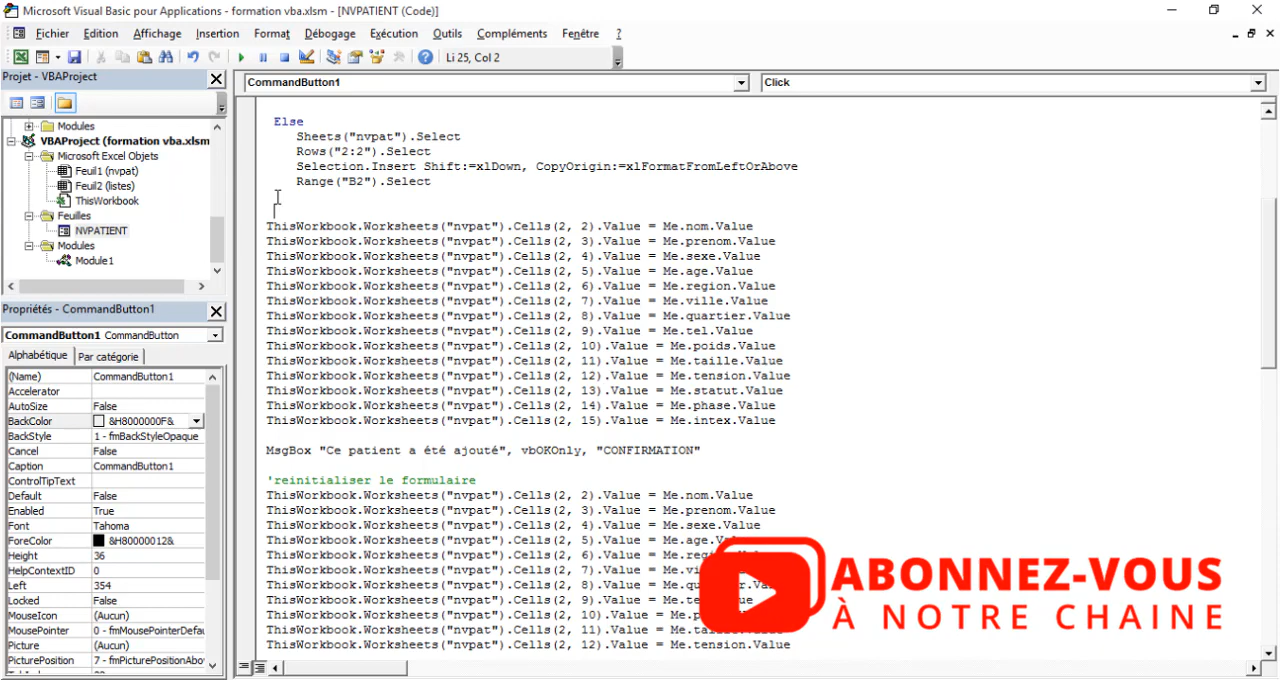 Microsoft Visual Basic pour Applications - formation vba.xlsm - [NVPATIENT (Code)]
Fichier Edition Affichage Insertion Format Débogage Exécution Outils Compléments Fenêtre ?
Li 25, Col 2
Projet - VBAProject
CommandButton1 Click
Modules
VBAProject (formation vba.xlsm
Microsoft Excel Objets
Feuil1 (nvpat)
Feuil2 (listes)
ThisWorkbook
Feuilles
NVPATIENT
Modules
Module1
Propriétés - CommandButton1
CommandButton1 CommandButton
Alphabétique Par catégorie
(Name) CommandButton1
Accelerator
AutoSize False
BackColor &H8000000F&
BackStyle 1 - fmBackStyleOpaque
Cancel False
Caption CommandButton1
ControlTipText
Default False
Enabled True
Font Tahoma
ForeColor &H80000012&
Height 36
HelpContextID 0
Left 354
Locked False
MouseIcon (Aucun)
MousePointer 0 - fmMousePointerDefau
Picture (Aucun)
PicturePosition 7 - fmPicturePositionAbov
Else
Sheets("nvpat").Select
Rows("2:2").Select
Selection.Insert Shift:=xlDown, CopyOrigin:=xlFormatFromLeftOrAbove
Range("B2").Select
ThisWorkbook.Worksheets("nvpat").Cells(2, 2).Value = Me.nom.Value
ThisWorkbook.Worksheets("nvpat").Cells(2, 3).Value = Me.prenom.Value
ThisWorkbook.Worksheets("nvpat").Cells(2, 4).Value = Me.sexe.Value
ThisWorkbook.Worksheets("nvpat").Cells(2, 5).Value = Me.age.Value
ThisWorkbook.Worksheets("nvpat").Cells(2, 6).Value = Me.region.Value
ThisWorkbook.Worksheets("nvpat").Cells(2, 7).Value = Me.ville.Value
ThisWorkbook.Worksheets("nvpat").Cells(2, 8).Value = Me.quartier.Value
ThisWorkbook.Worksheets("nvpat").Cells(2, 9).Value = Me.tel.Value
ThisWorkbook.Worksheets("nvpat").Cells(2, 10).Value = Me.poids.Value
ThisWorkbook.Worksheets("nvpat").Cells(2, 11).Value = Me.taille.Value
ThisWorkbook.Worksheets("nvpat").Cells(2, 12).Value = Me.tension.Value
ThisWorkbook.Worksheets("nvpat").Cells(2, 13).Value = Me.statut.Value
ThisWorkbook.Worksheets("nvpat").Cells(2, 14).Value = Me.phase.Value
ThisWorkbook.Worksheets("nvpat").Cells(2, 15).Value = Me.intex.Value
MsgBox "Ce patient a été ajouté", vbOKOnly, "CONFIRMATION"
'reinitialiser le formulaire
ThisWorkbook.Worksheets("nvpat").Cells(2, 2).Value = Me.nom.Value
ThisWorkbook.Worksheets("nvpat").Cells(2, 3).Value = Me.prenom.Value
ThisWorkbook.Worksheets("nvpat").Cells(2, 4).Value = Me.sexe.Value
ThisWorkbook.Worksheets("nvpat").Cells(2, 5).Value =
ThisWorkbook.Worksheets("nvpat").Cells(2, 6).Value =
ThisWorkbook.Worksheets("nvpat").Cells(2, 7).Value =
ThisWorkbook.Worksheets("nvpat").Cells(2, 8).Value =
ThisWorkbook.Worksheets("nvpat").Cells(2, 9).Value =
ThisWorkbook.Worksheets("nvpat").Cells(2, 10).Value =
ThisWorkbook.Worksheets("nvpat").Cells(2, 11).Value =
ThisWorkbook.Worksheets("nvpat").Cells(2, 12).Value = Me.tension.Value
ABONNEZ-VOUS
À NOTRE CHAINE